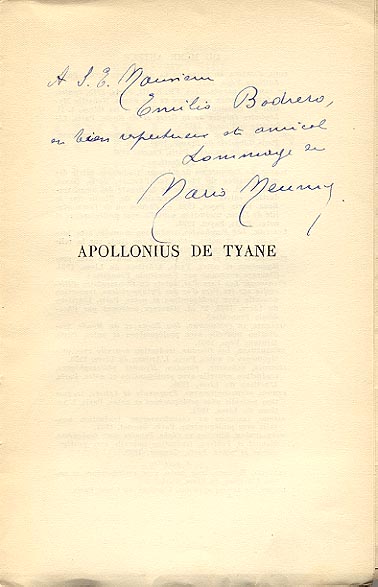 A S. E. Monsieur
Emilio Bodrero,
en bien respectueux et amical
hommage de
Mario Meunier
APOLLONIUS DE TYANE